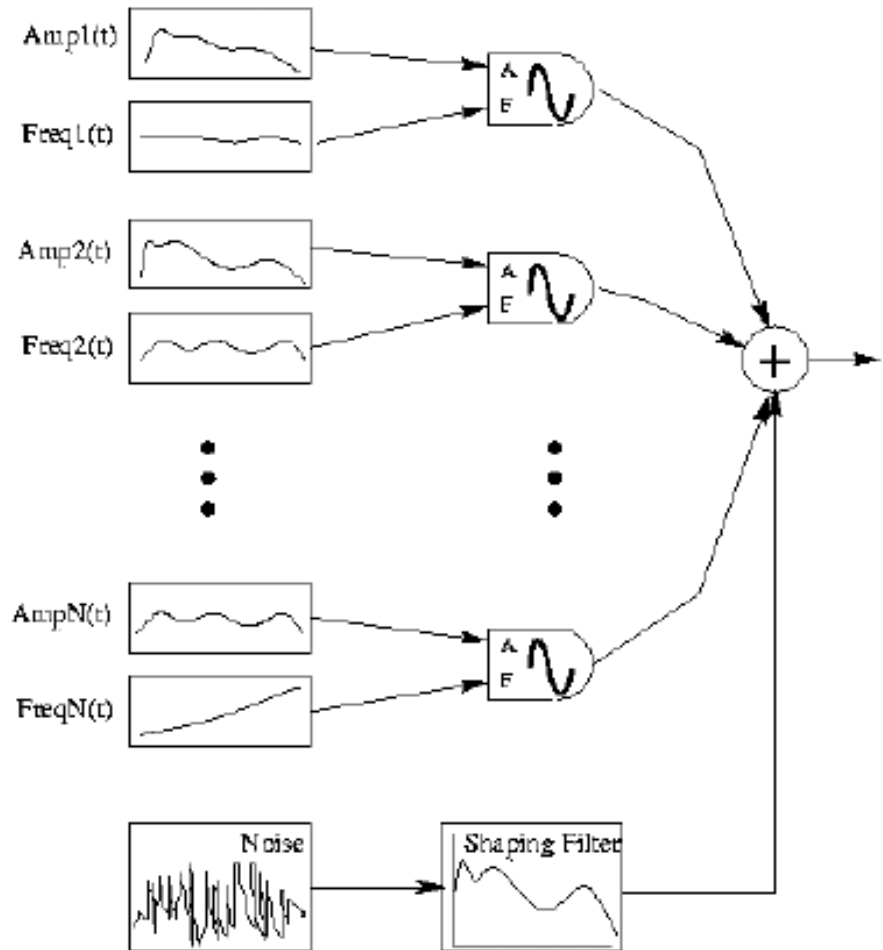 Amp1(t)
A
F
Freq1(t)
Amp2(t)
A
F
Freq2(t)
+
AmpN(t)
A
F
FreqN(t)
Noise
Shaping Filter